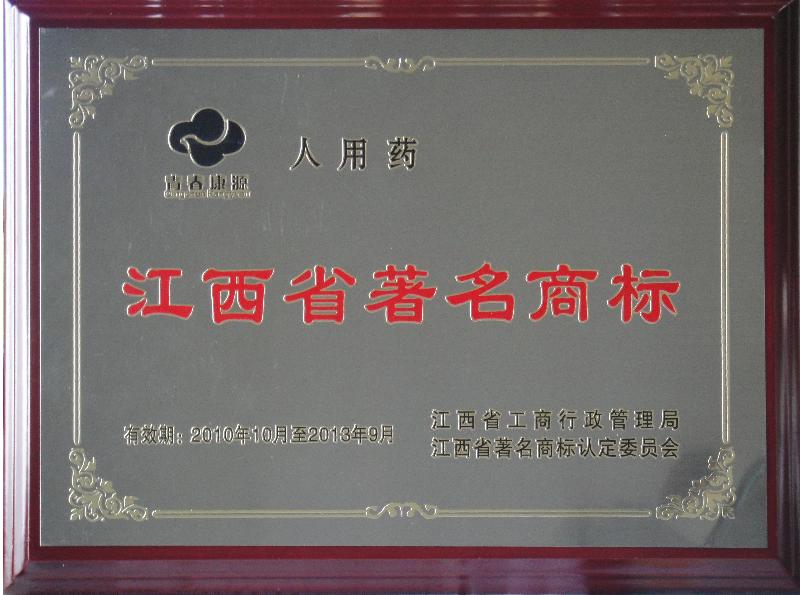 人用药
青春康源
江西省著名商标
有效期：2010年10月至2013年9月
江西省工商行政管理局
江西省著名商标认定委员会